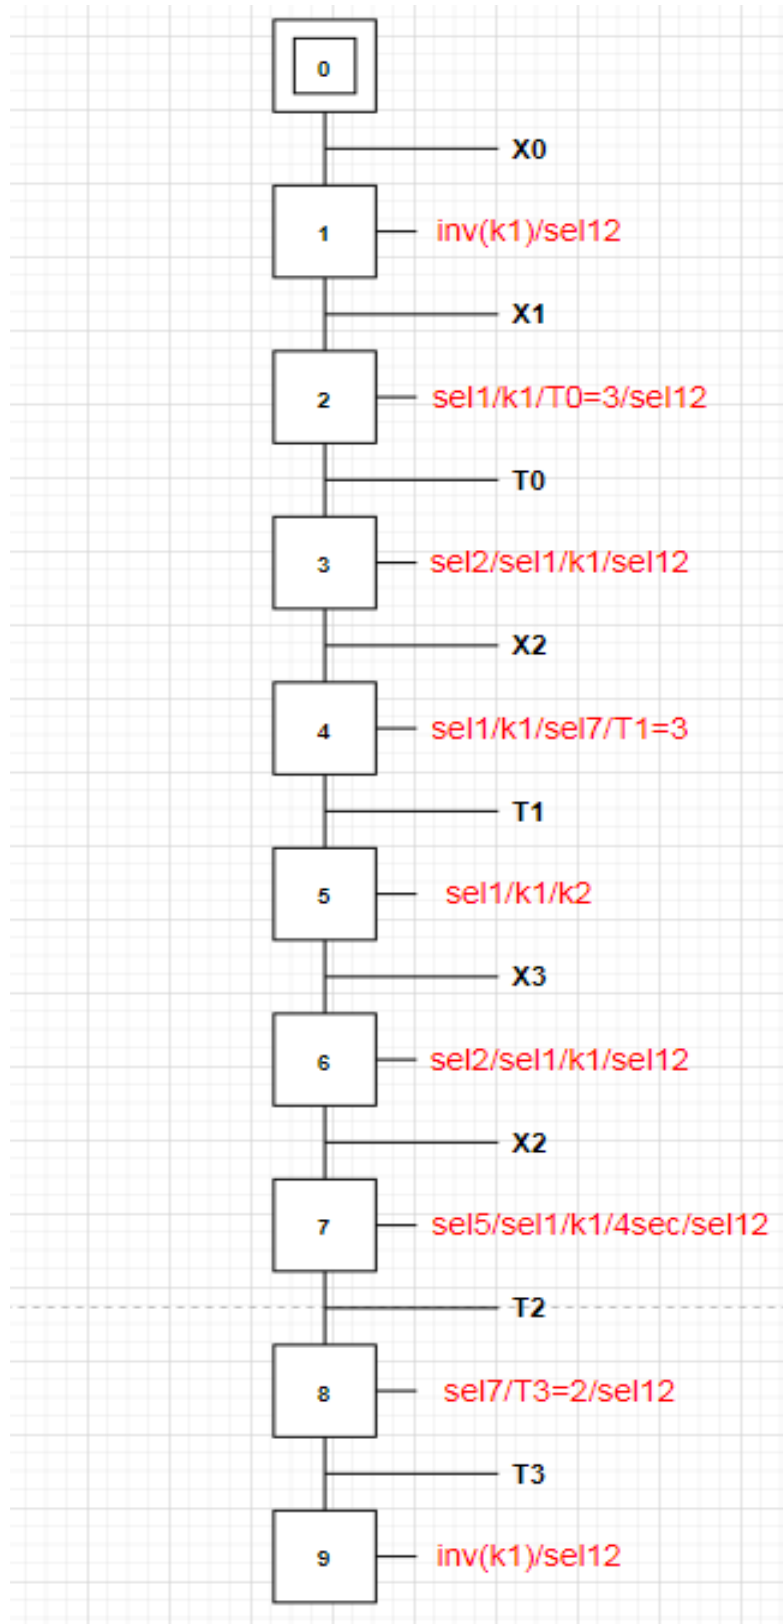 0
X0
1 inv(k1)/sel12
X1
2 sel1/k1/T0=3/sel12
T0
3 sel2/sel1/k1/sel12
X2
4 sel1/k1/sel7/T1=3
T1
5 sel1/k1/k2
X3
6 sel2/sel1/k1/sel12
X2
7 sel5/sel1/k1/4sec/sel12
T2
8 sel7/T3=2/sel12
T3
9 inv(k1)/sel12